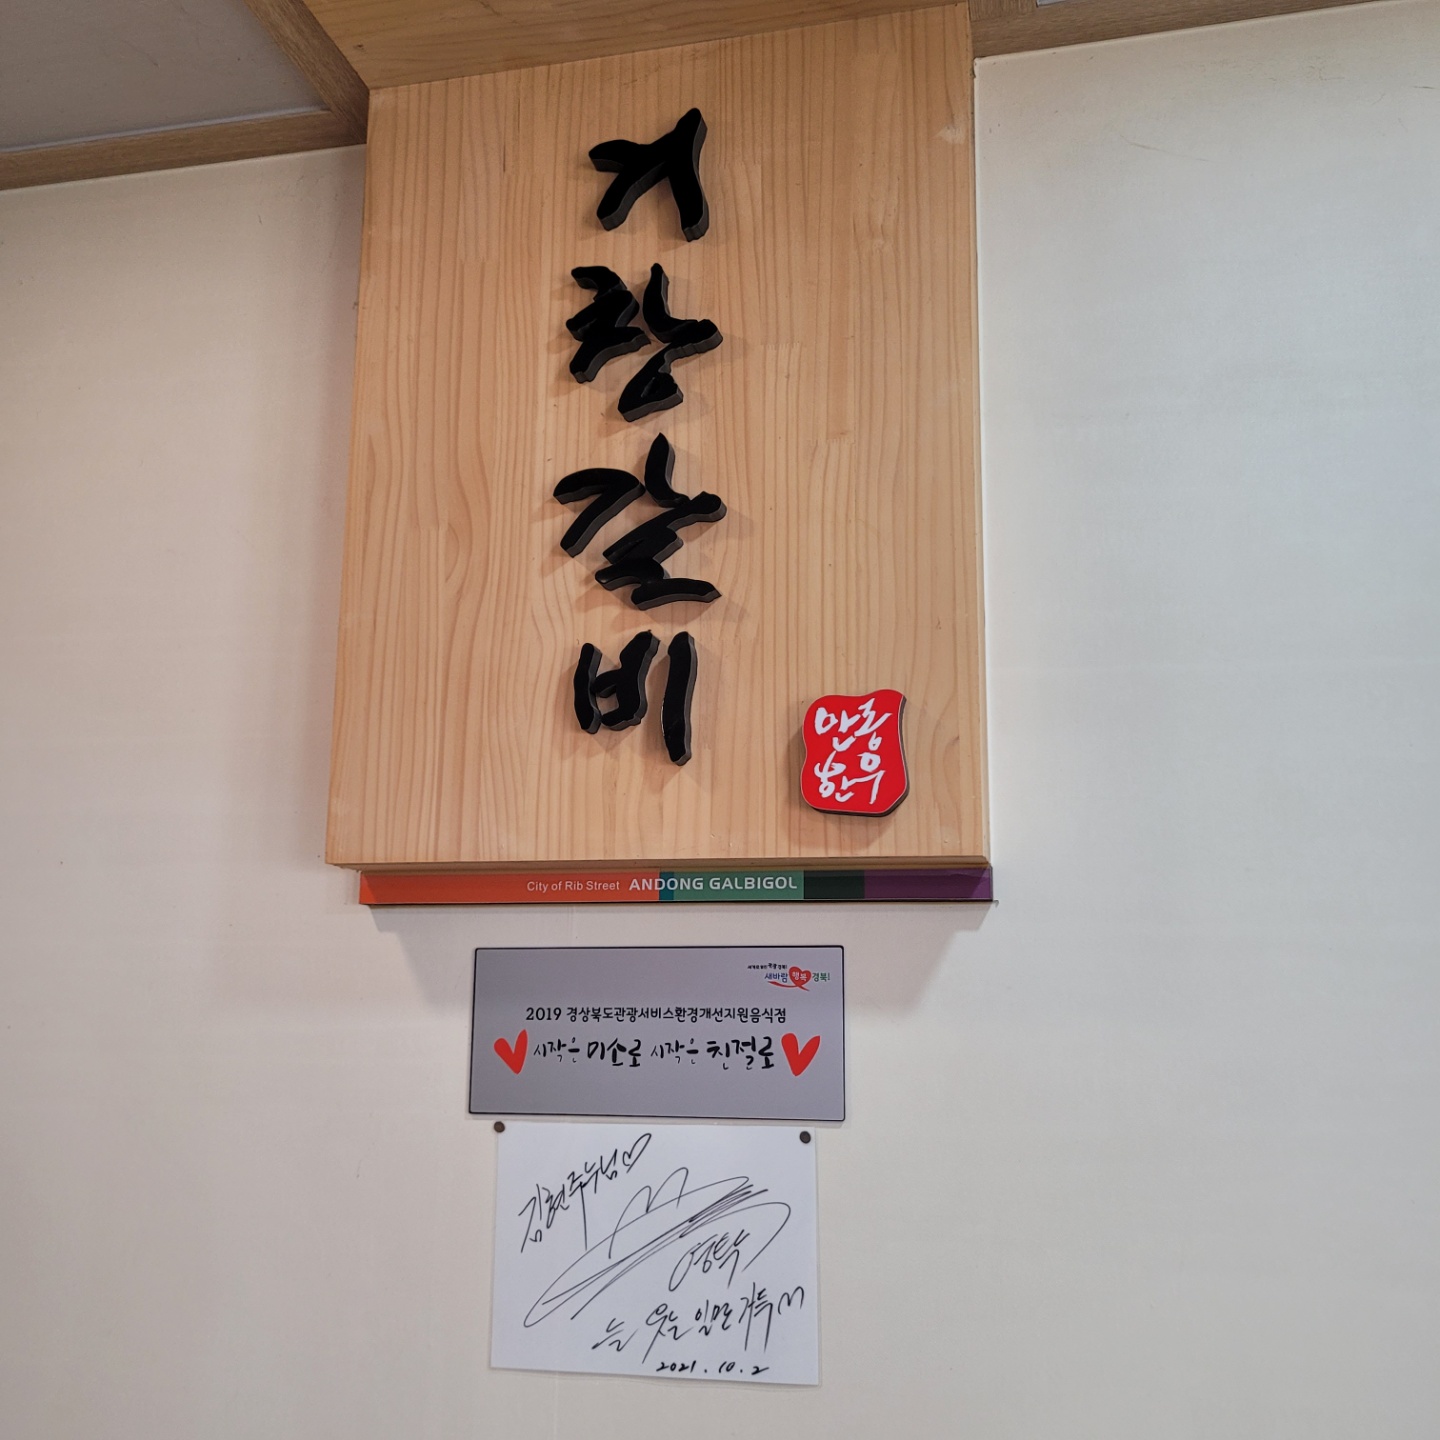 거창갈비
만종
한우
City of Rib Street ANDONG GALBIGOL
새바람 행복 경북!
2019 경상북도관광서비스환경개선지원음식점
시작은 미소로 시작은 친절로
김현주누님♡
영탁
늘 웃는 일만 가득
2021.10.2